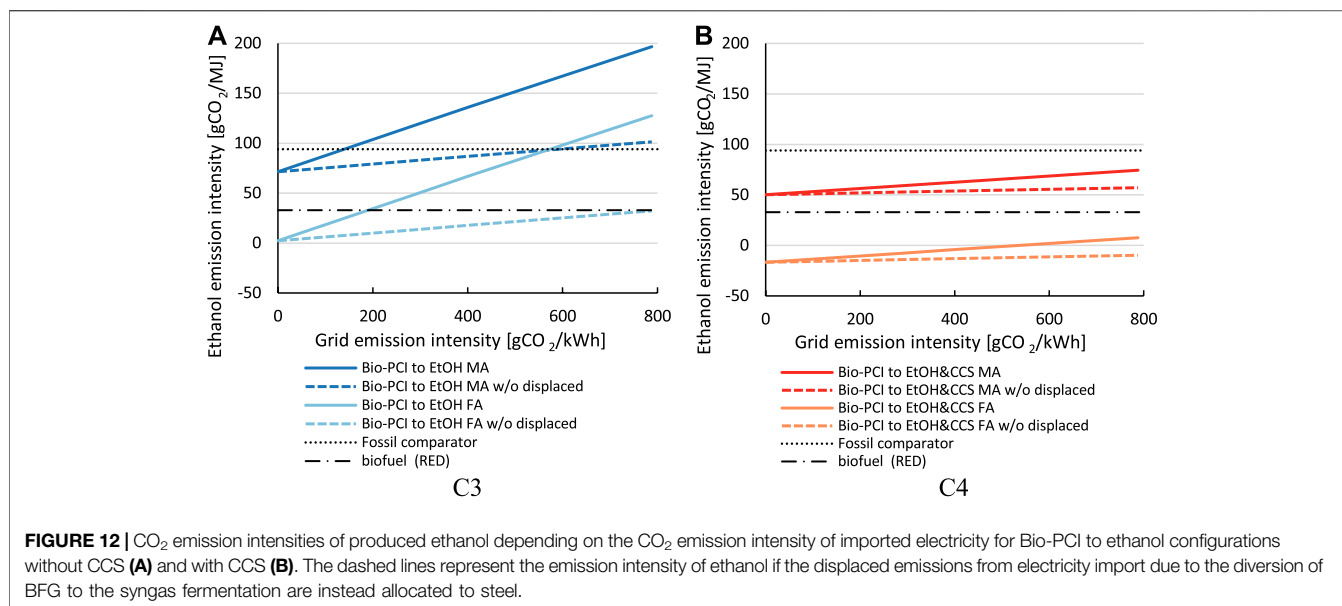 A
Ethanol emission intensity [gCO2/MJ]
200
150
100
50
0
-50
0 200 400 600 800
Grid emission intensity [gCO2/kWh]
Bio-PCI to EtOH MA
Bio-PCI to EtOH MA w/o displaced
Bio-PCI to EtOH FA
Bio-PCI to EtOH FA w/o displaced
Fossil comparator
biofuel (RED)
C3
B
Ethanol emission intensity [gCO2/MJ]
200
150
100
50
0
-50
0 200 400 600 800
Grid emission intensity [gCO2/kWh]
Bio-PCI to EtOH&CCS MA
Bio-PCI to EtOH&CCS MA w/o displaced
Bio-PCI to EtOH&CCS FA
Bio-PCI to EtOH&CCS FA w/o displaced
Fossil comparator
biofuel (RED)
C4
FIGURE 12 | CO2 emission intensities of produced ethanol depending on the CO2 emission intensity of imported electricity for Bio-PCI to ethanol configurations
without CCS (A) and with CCS (B). The dashed lines represent the emission intensity of ethanol if the displaced emissions from electricity import due to the diversion of
BFG to the syngas fermentation are instead allocated to steel.